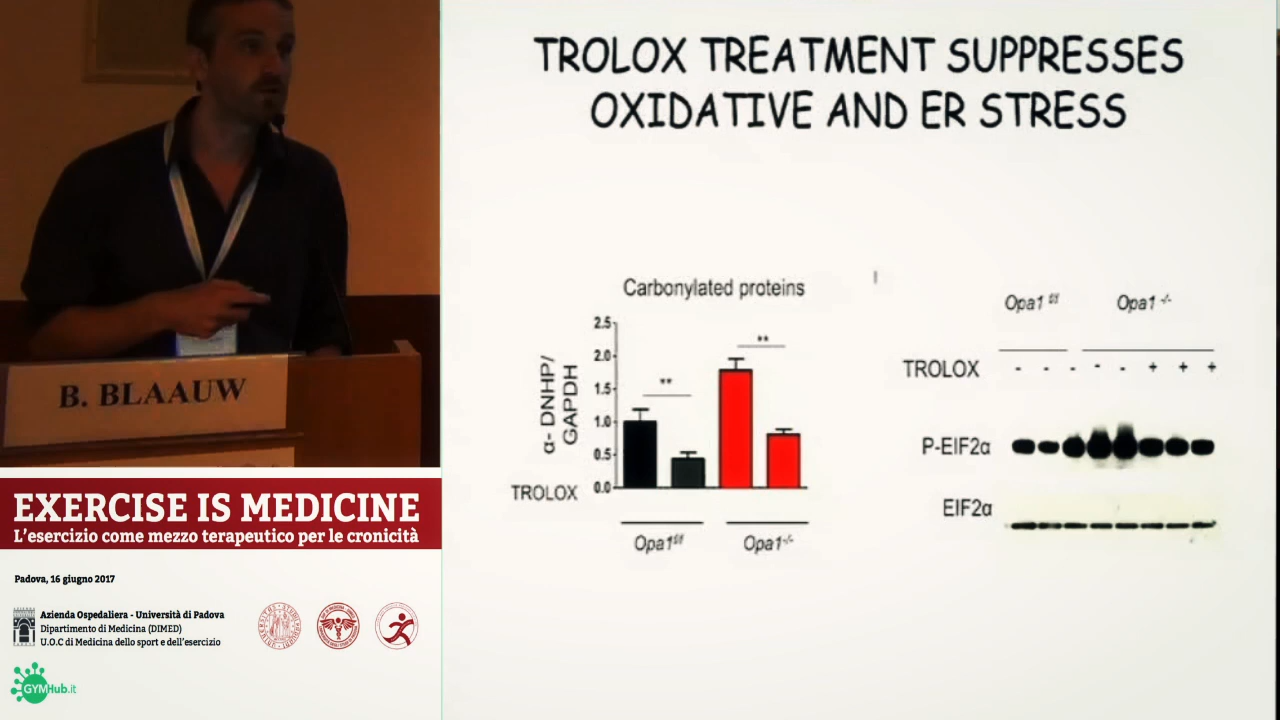 TROLOX TREATMENT SUPPRESSES
OXIDATIVE AND ER STRESS
Carbonylated proteins
α- DNHP/
GAPDH
2.5
2.0
1.5
1.0
0.5
0.0
**
**
TROLOX
Opa1f/f
Opa1-/-
Opa1 f/f
Opa1 -/-
TROLOX - - - - - + + +
P-EIF2α
EIF2α
B. BLAAUW
EXERCISE IS MEDICINE
L'esercizio come mezzo terapeutico per le cronicità
Padova, 16 giugno 2017
Azienda Ospedaliera - Università di Padova
Dipartimento di Medicina (DIMED)
U.O.C di Medicina dello sport e dell'esercizio
GYMHub.it